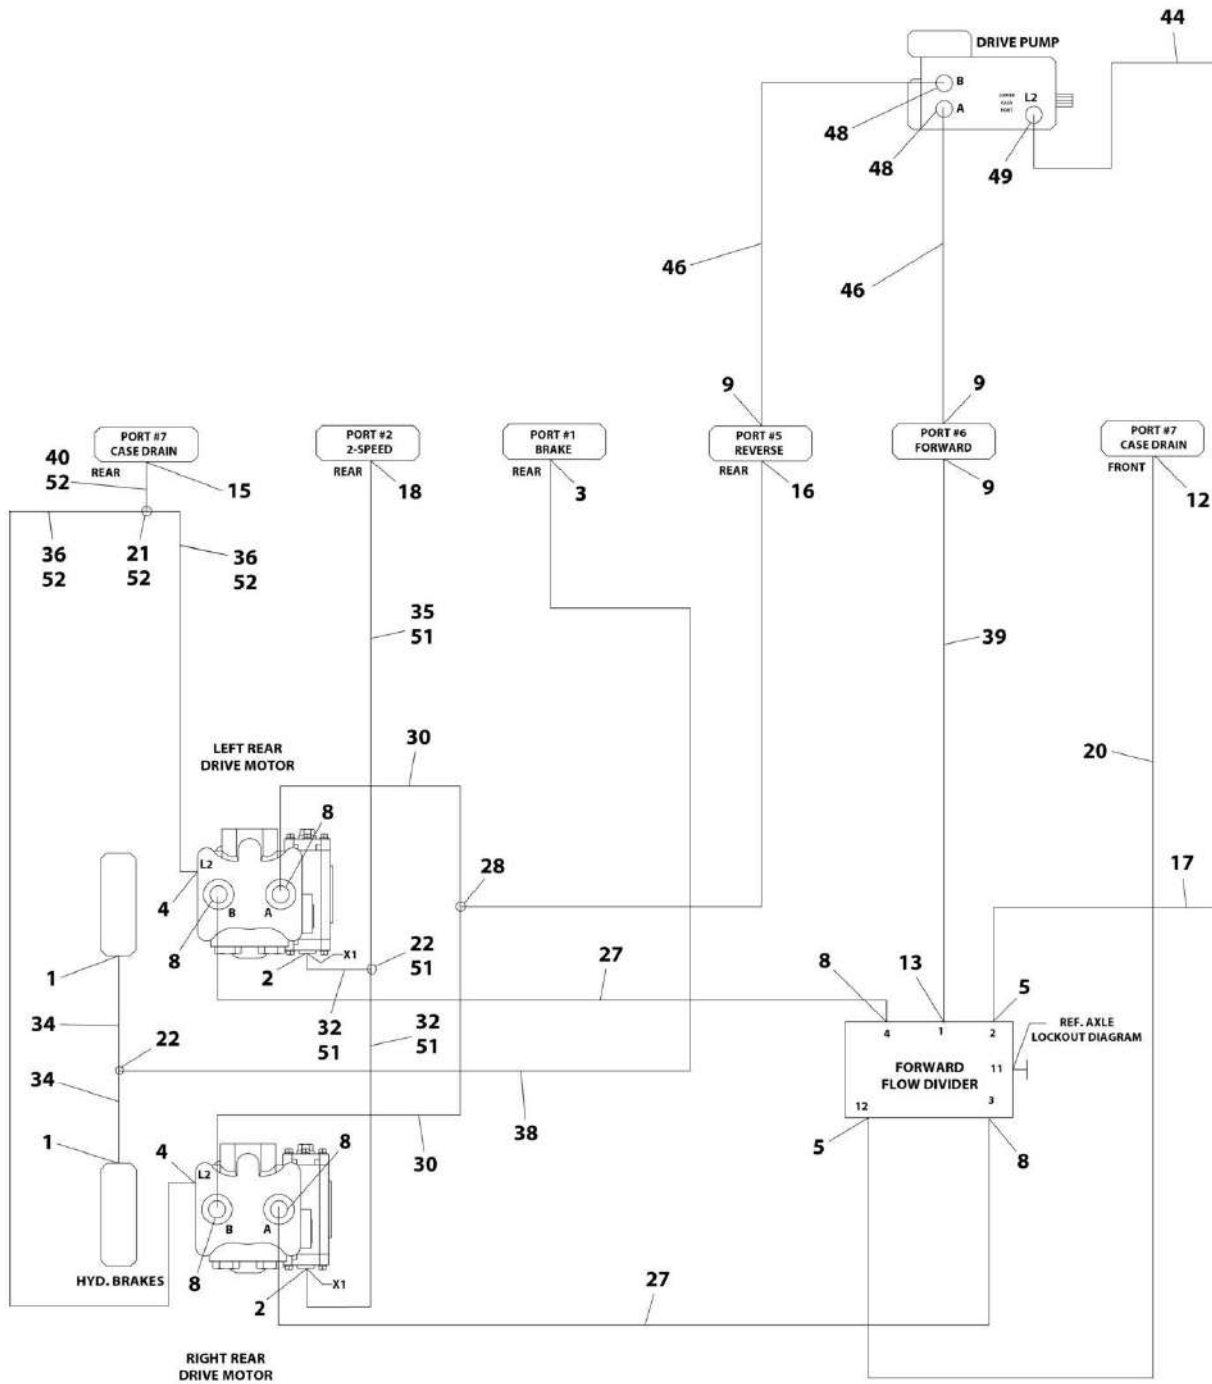 44
DRIVE PUMP
B
A
LOWER
CASE
PORT
L2
48
48
49
46
46
9
9
PORT #7
CASE DRAIN
REAR
PORT #2
2-SPEED
REAR
PORT #1
BRAKE
REAR
PORT #5
REVERSE
REAR
PORT #6
FORWARD
PORT #7
CASE DRAIN
FRONT
40
52
15
18
3
16
9
12
36
52
21
52
36
52
35
51
39
LEFT REAR
DRIVE MOTOR
30
20
8
L2
28
17
4
B
A
8
X1
1
2
22
51
27
8
13
5
34
32
51
32
51
4
1
2
REF. AXLE
LOCKOUT DIAGRAM
22
FORWARD
FLOW DIVIDER
11
34
12
3
38
1
4
8
30
5
8
L2
B
A
HYD. BRAKES
8
X1
2
27
RIGHT REAR
DRIVE MOTOR